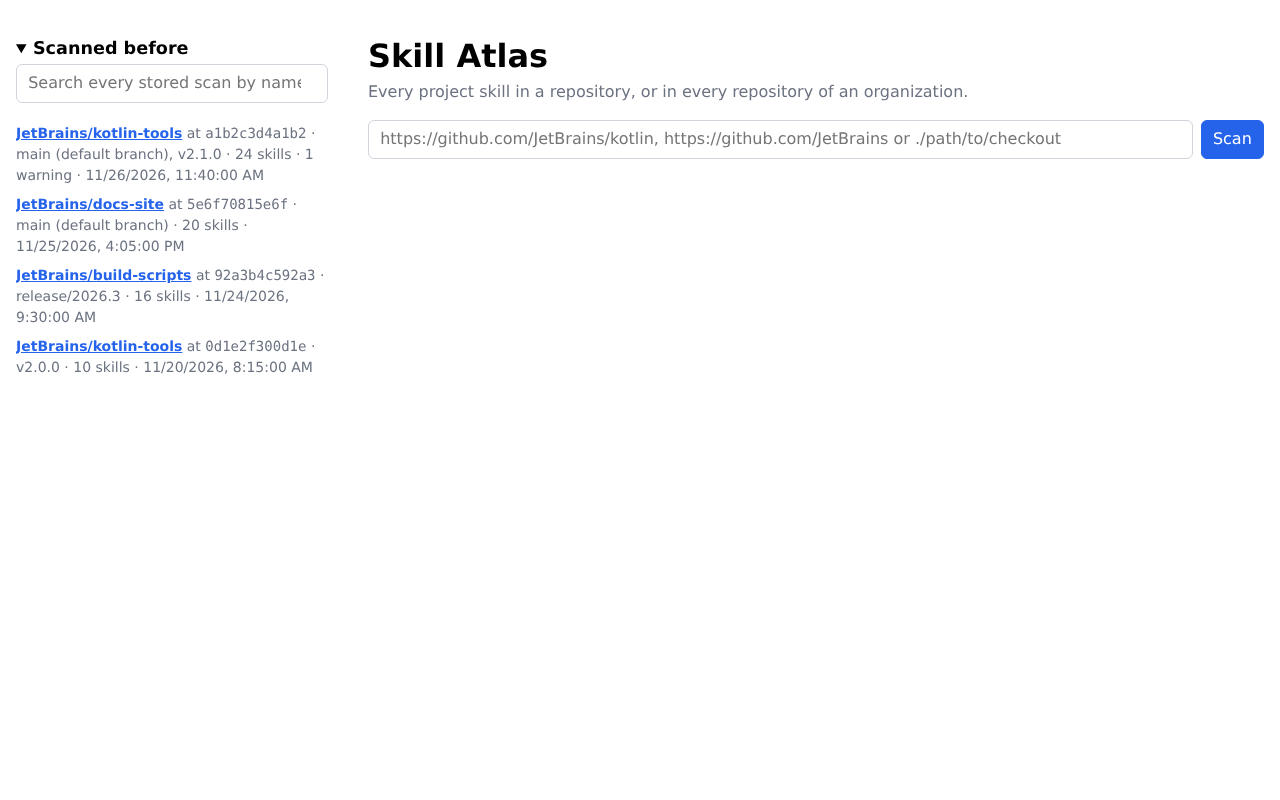 ▼ Scanned before
Search every stored scan by name
JetBrains/kotlin-tools at a1b2c3d4a1b2 ·
main (default branch), v2.1.0 · 24 skills · 1
warning · 11/26/2026, 11:40:00 AM
JetBrains/docs-site at 5e6f70815e6f ·
main (default branch) · 20 skills ·
11/25/2026, 4:05:00 PM
JetBrains/build-scripts at 92a3b4c592a3 ·
release/2026.3 · 16 skills · 11/24/2026,
9:30:00 AM
JetBrains/kotlin-tools at 0d1e2f300d1e ·
v2.0.0 · 10 skills · 11/20/2026, 8:15:00 AM
Skill Atlas
Every project skill in a repository, or in every repository of an organization.
https://github.com/JetBrains/kotlin, https://github.com/JetBrains or ./path/to/checkout
Scan